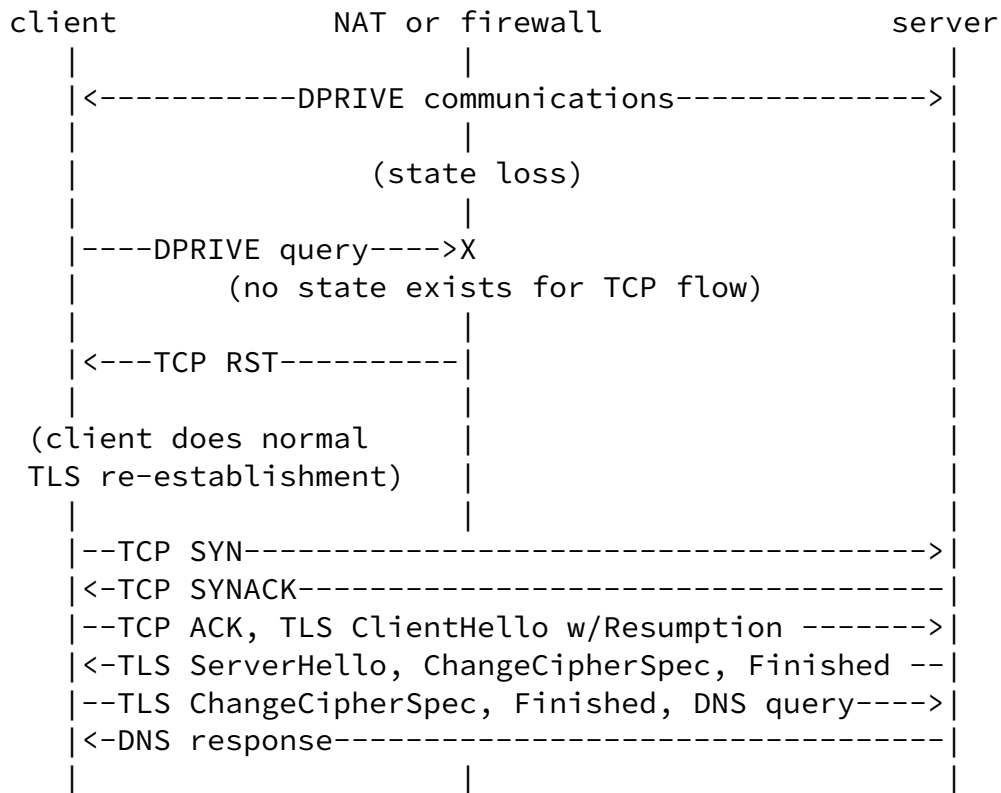 client            NAT or firewall                server
   |                     |                          |
   |<-----------DPRIVE communications-------------->|
   |                     |                          |
   |                (state loss)                    |
   |                     |                          |
   |----DPRIVE query---->X                          |
   |        (no state exists for TCP flow)          |
   |                     |                          |
   |<---TCP RST----------|                          |
   |                     |                          |
 (client does normal     |                          |
 TLS re-establishment)   |                          |
   |                     |                          |
   |--TCP SYN-------------------------------------->|
   |<-TCP SYNACK------------------------------------|
   |--TCP ACK, TLS ClientHello w/Resumption ------->|
   |<-TLS ServerHello, ChangeCipherSpec, Finished --|
   |--TLS ChangeCipherSpec, Finished, DNS query---->|
   |<-DNS response----------------------------------|
   |                     |                          |